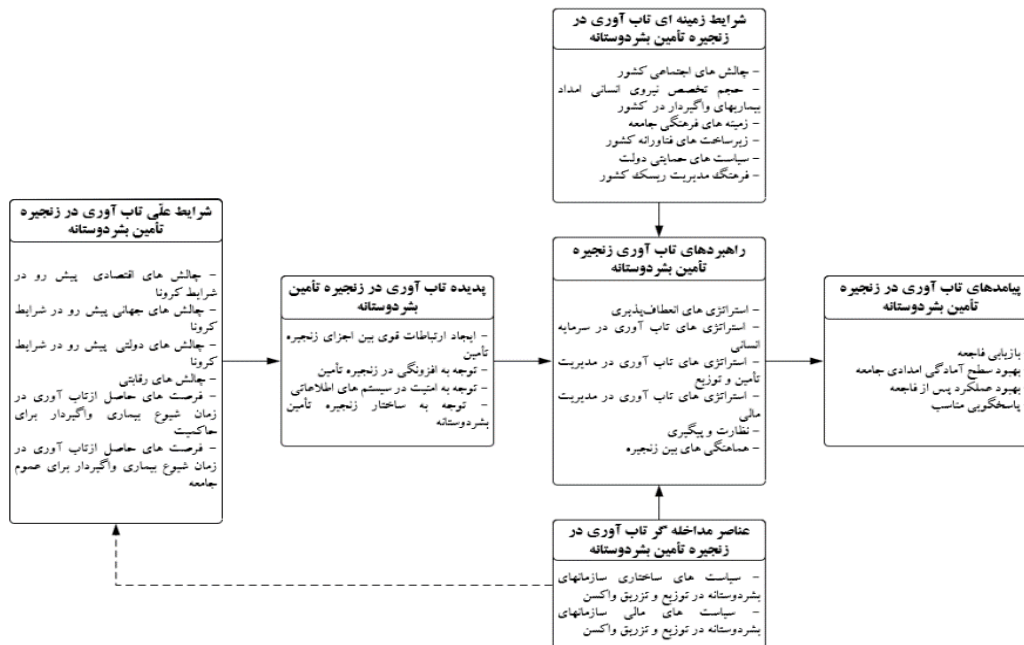 شرایط زمینه ای تاب آوری در
زنجیره تأمین بشردوستانه
- چالش های اجتماعی کشور
- حجم تخصص نیروی انسانی امداد
بیماریهای واگیردار در کشور
- زمینه های فرهنگی جامعه
- زیرساخت های فناورانه کشور
- سیاست های حمایتی دولت
- فرهنگ مدیریت ریسک کشور
شرایط علّی تاب آوری در زنجیره
تأمین بشردوستانه
- چالش های اقتصادی پیش رو در
شرایط کرونا
- چالش های جهانی پیش رو در شرایط
کرونا
- چالش های دولتی پیش رو در شرایط
کرونا
- چالش های رقابتی
- فرصت های حاصل ازتاب آوری در
زمان شیوع بیماری واگیردار برای
حاکمیت
- فرصت های حاصل ازتاب آوری در
زمان شیوع بیماری واگیردار برای عموم
جامعه
پدیده تاب آوری در زنجیره تأمین
بشردوستانه
- ایجاد ارتباطات قوی بین اجزای زنجیره
تأمین
- توجه به افزونگی در زنجیره تأمین
- توجه به امنیت در سیستم های اطلاعاتی
- توجه به ساختار زنجیره تأمین
بشردوستانه
راهبردهای تاب آوری زنجیره
تأمین بشردوستانه
- استراتژی های انعطاف‌پذیری
- استراتژی های تاب آوری در سرمایه
انسانی
- استراتژی های تاب آوری در مدیریت
تأمین و توزیع
- استراتژی های تاب آوری در مدیریت
مالی
- نظارت و پیگیری
- هماهنگی های بین زنجیره
پیامدهای تاب آوری در زنجیره
تأمین بشردوستانه
بازیابی فاجعه
بهبود سطح آمادگی امدادی جامعه
بهبود عملکرد پس از فاجعه
پاسخگویی مناسب
عناصر مداخله گر تاب آوری در
زنجیره تأمین بشردوستانه
- سیاست های ساختاری سازمانهای
بشردوستانه در توزیع و تزریق واکسن
- سیاست های مالی سازمانهای
بشردوستانه در توزیع و تزریق واکسن